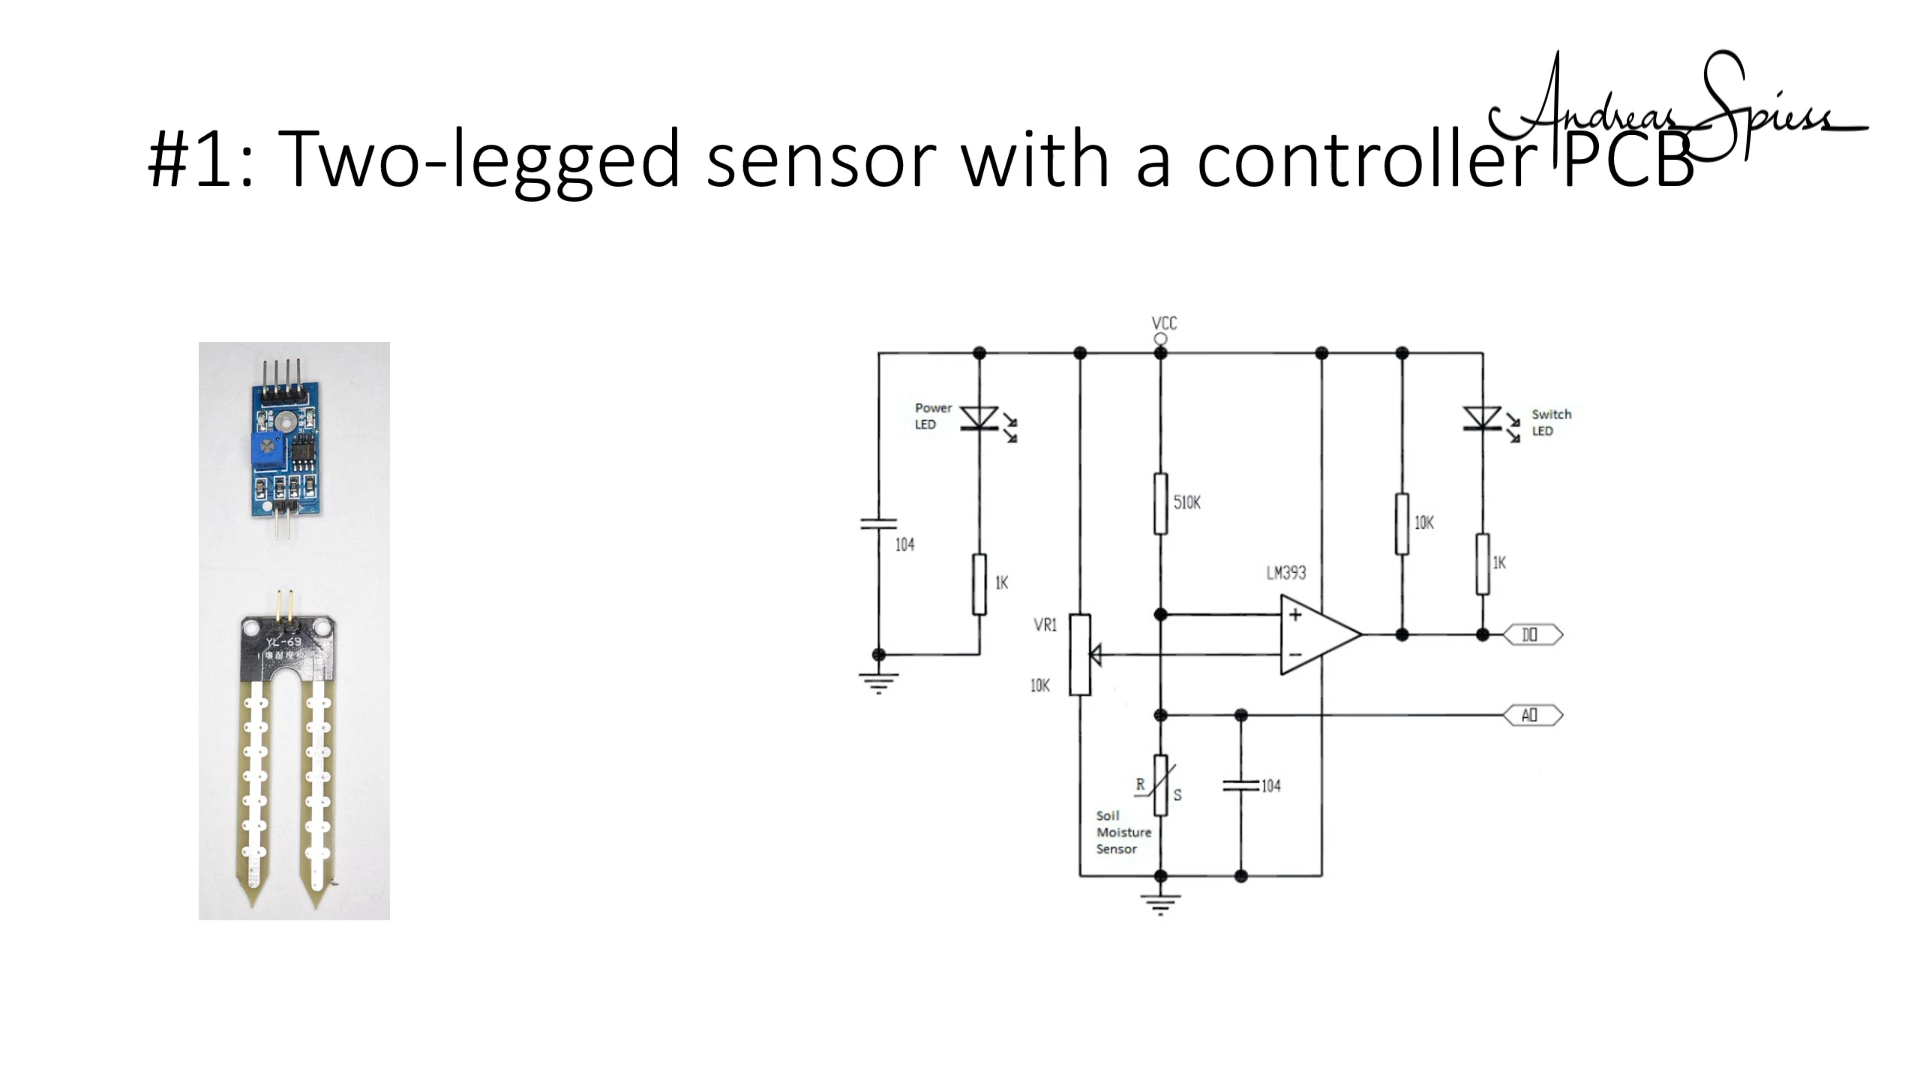 Andreas Spiess
#1: Two-legged sensor with a controller PCB
YL-69
VCC
Power
LED
Switch
LED
510K
10K
104
1K
1K
LM393
+
−
VR1
10K
DO
AO
R
S
104
Soil
Moisture
Sensor